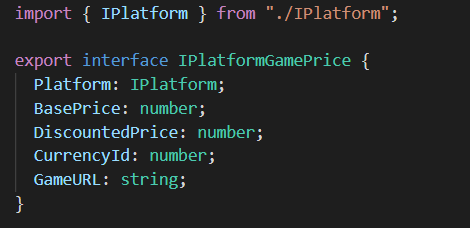 import { IPlatform } from "./IPlatform";
export interface IPlatformGamePrice {
Platform: IPlatform;
BasePrice: number;
DiscountedPrice: number;
CurrencyId: number;
GameURL: string;
}